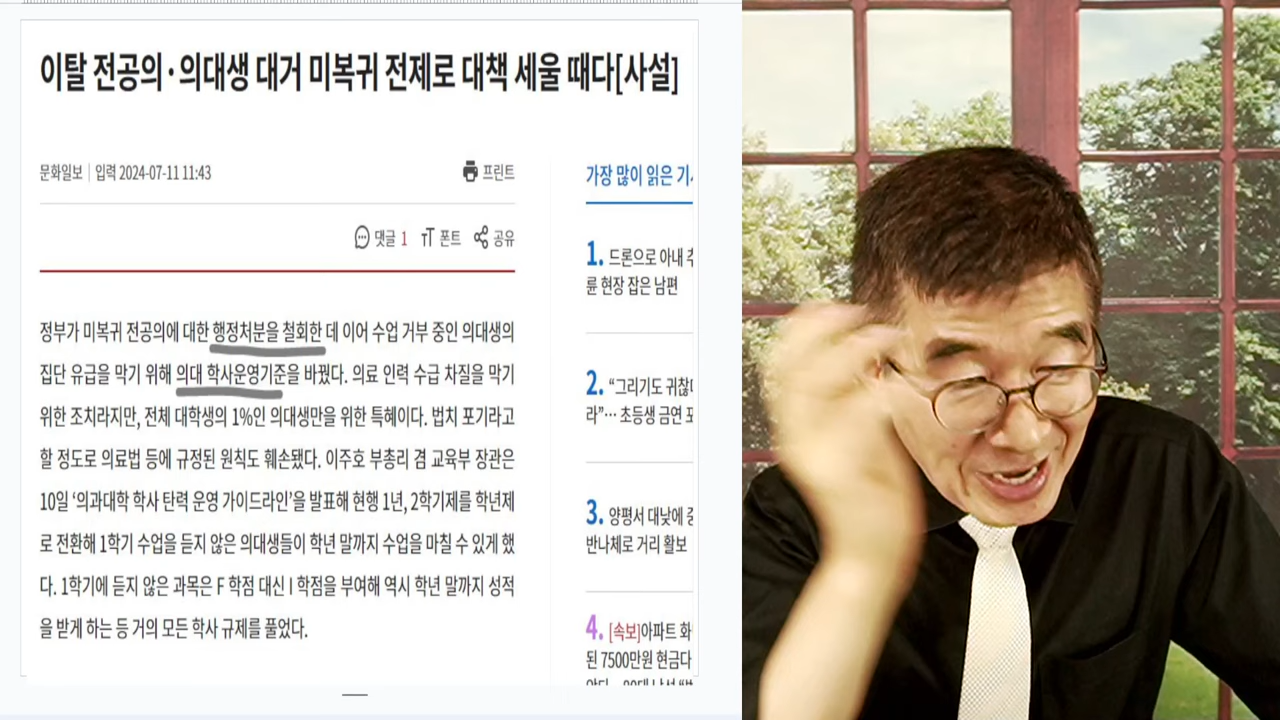 이탈 전공의·의대생 대거 미복귀 전제로 대책 세울 때다[사설]
문화일보 입력 2024-07-11 11:43
프린트
댓글 1 폰트 공유
정부가 미복귀 전공의에 대한 행정처분을 철회한 데 이어 수업 거부 중인 의대생의
집단 유급을 막기 위해 의대 학사운영기준을 바꿨다. 의료 인력 수급 차질을 막기
위한 조치라지만, 전체 대학생의 1%인 의대생만을 위한 특혜이다. 법치 포기라고
할 정도로 의료법 등에 규정된 원칙도 훼손됐다. 이주호 부총리 겸 교육부 장관은
10일 ‘의과대학 학사 탄력 운영 가이드라인’을 발표해 현행 1년, 2학기제를 학년제
로 전환해 1학기 수업을 듣지 않은 의대생들이 학년 말까지 수업을 마칠 수 있게 했
다. 1학기에 듣지 않은 과목은 F 학점 대신 I 학점을 부여해 역시 학년 말까지 성적
을 받게 하는 등 거의 모든 학사 규제를 풀었다.
가장 많이 읽은
1. 드론으로 아내
륜 현장 잡은 남편
2. “그리기도
라”… 초등생 금연
3. 양평서 대낮에
반나체로 거리 활보
4. [속보]아파트
된 7500만원